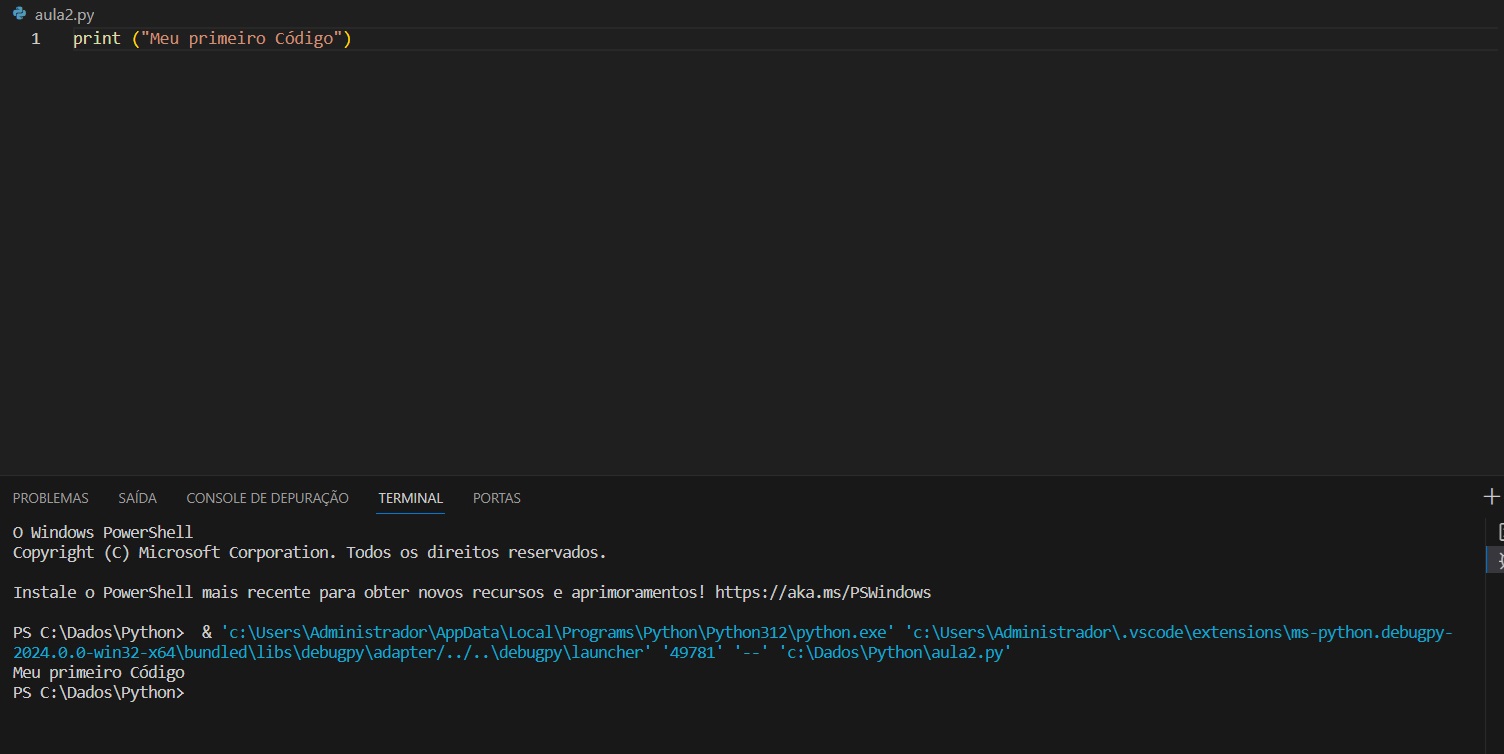 aula2.py
1 print ("Meu primeiro Código")
PROBLEMAS SAÍDA CONSOLE DE DEPURAÇÃO TERMINAL PORTAS
O Windows PowerShell
Copyright (C) Microsoft Corporation. Todos os direitos reservados.
Instale o PowerShell mais recente para obter novos recursos e aprimoramentos! https://aka.ms/PSWindows
PS C:\Dados\Python>  & 'c:\Users\Administrador\AppData\Local\Programs\Python\Python312\python.exe' 'c:\Users\Administrador\.vscode\extensions\ms-python.debugpy-
2024.0.0-win32-x64\bundled\libs\debugpy\adapter/../..\debugpy\launcher' '49781' '--' 'c:\Dados\Python\aula2.py'
Meu primeiro Código
PS C:\Dados\Python>